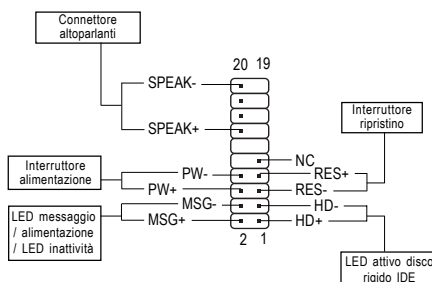 Connettore
altoparlanti
20 19
SPEAK-
SPEAK+
Interruttore
ripristino
NC
RES+
RES-
Interruttore
alimentazione
PW-
PW+
MSG-
MSG+
HD-
HD+
LED messaggio
/ alimentazione
/ LED inattività
2 1
LED attivo disco
rigido IDE